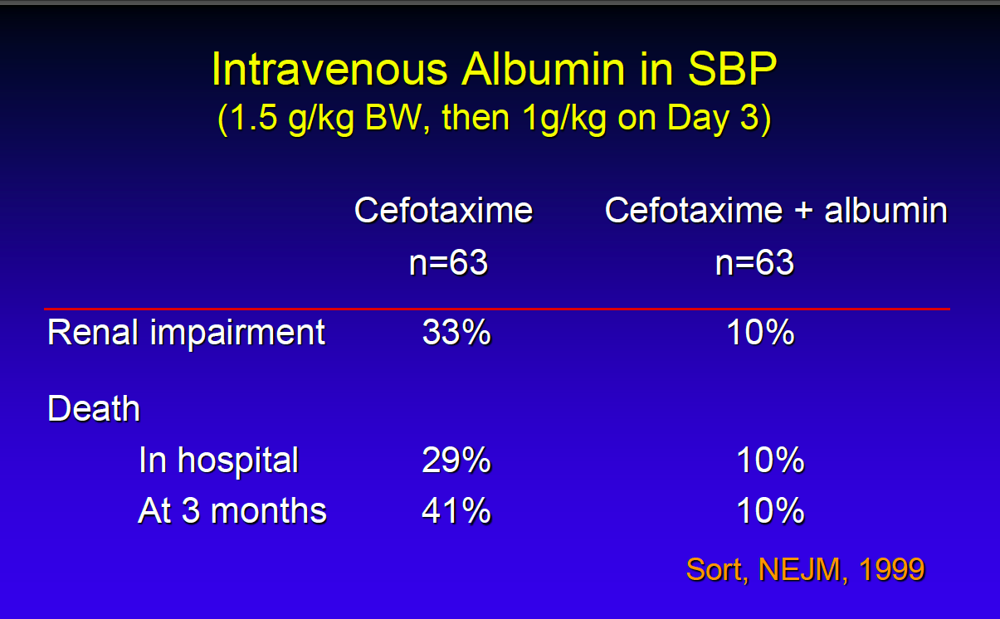 Intravenous Albumin in SBP
(1.5 g/kg BW, then 1g/kg on Day 3)
Cefotaxime Cefotaxime + albumin
n=63 n=63
Renal impairment 33% 10%
Death
In hospital 29% 10%
At 3 months 41% 10%
Sort, NEJM, 1999